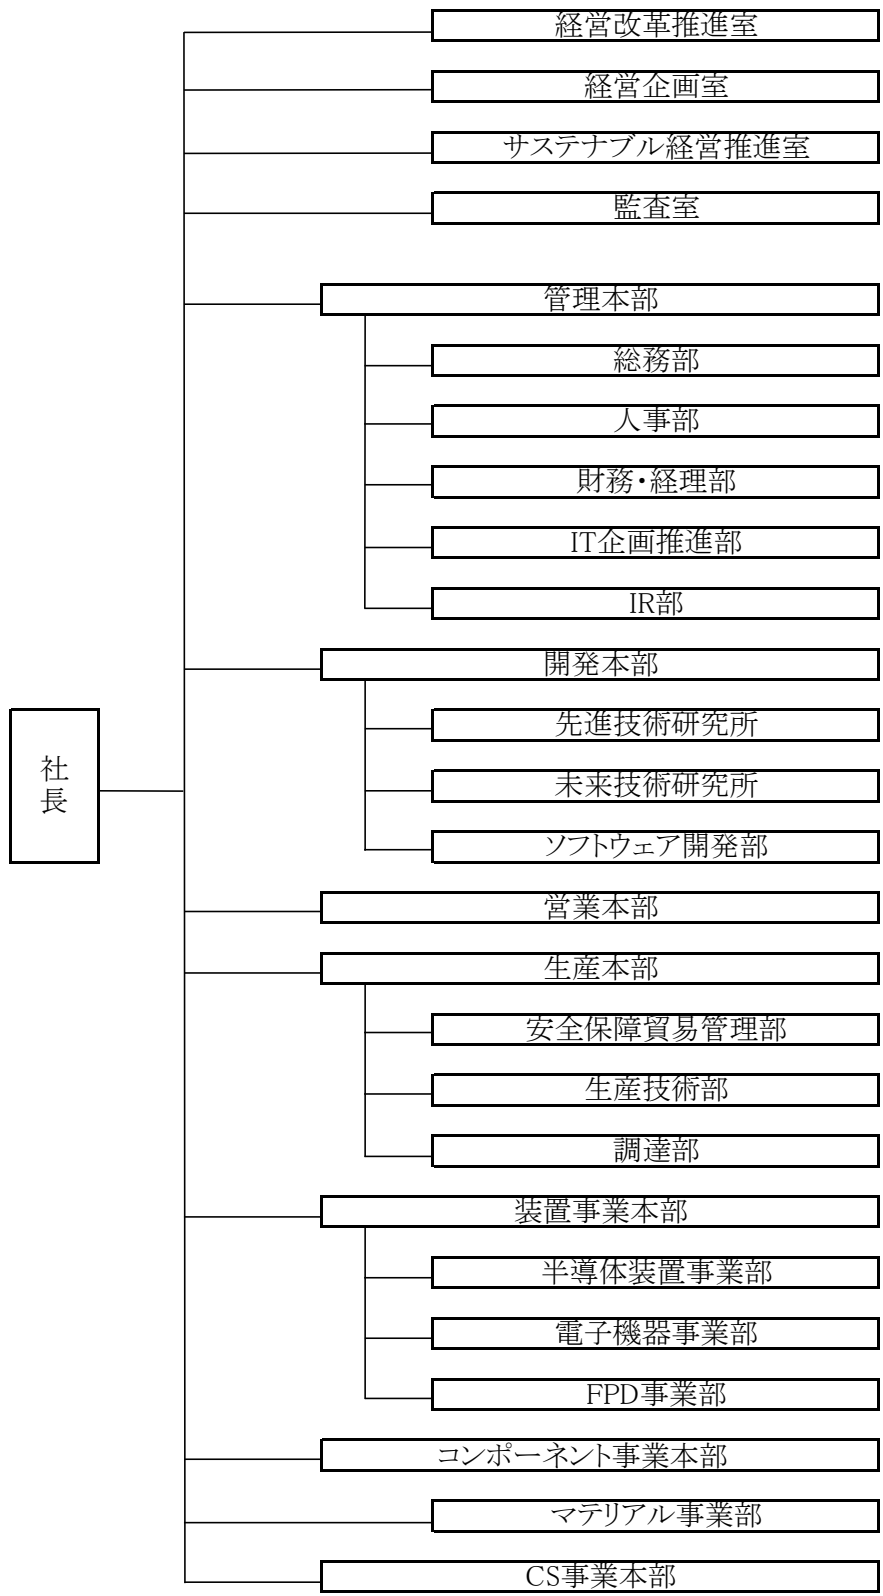 経営改革推進室
経営企画室
サステナブル経営推進室
監査室
管理本部
総務部
人事部
財務・経理部
IT企画推進部
IR部
開発本部
先進技術研究所
社長
未来技術研究所
ソフトウェア開発部
営業本部
生産本部
安全保障貿易管理部
生産技術部
調達部
装置事業本部
半導体装置事業部
電子機器事業部
FPD事業部
コンポーネント事業本部
マテリアル事業部
CS事業本部